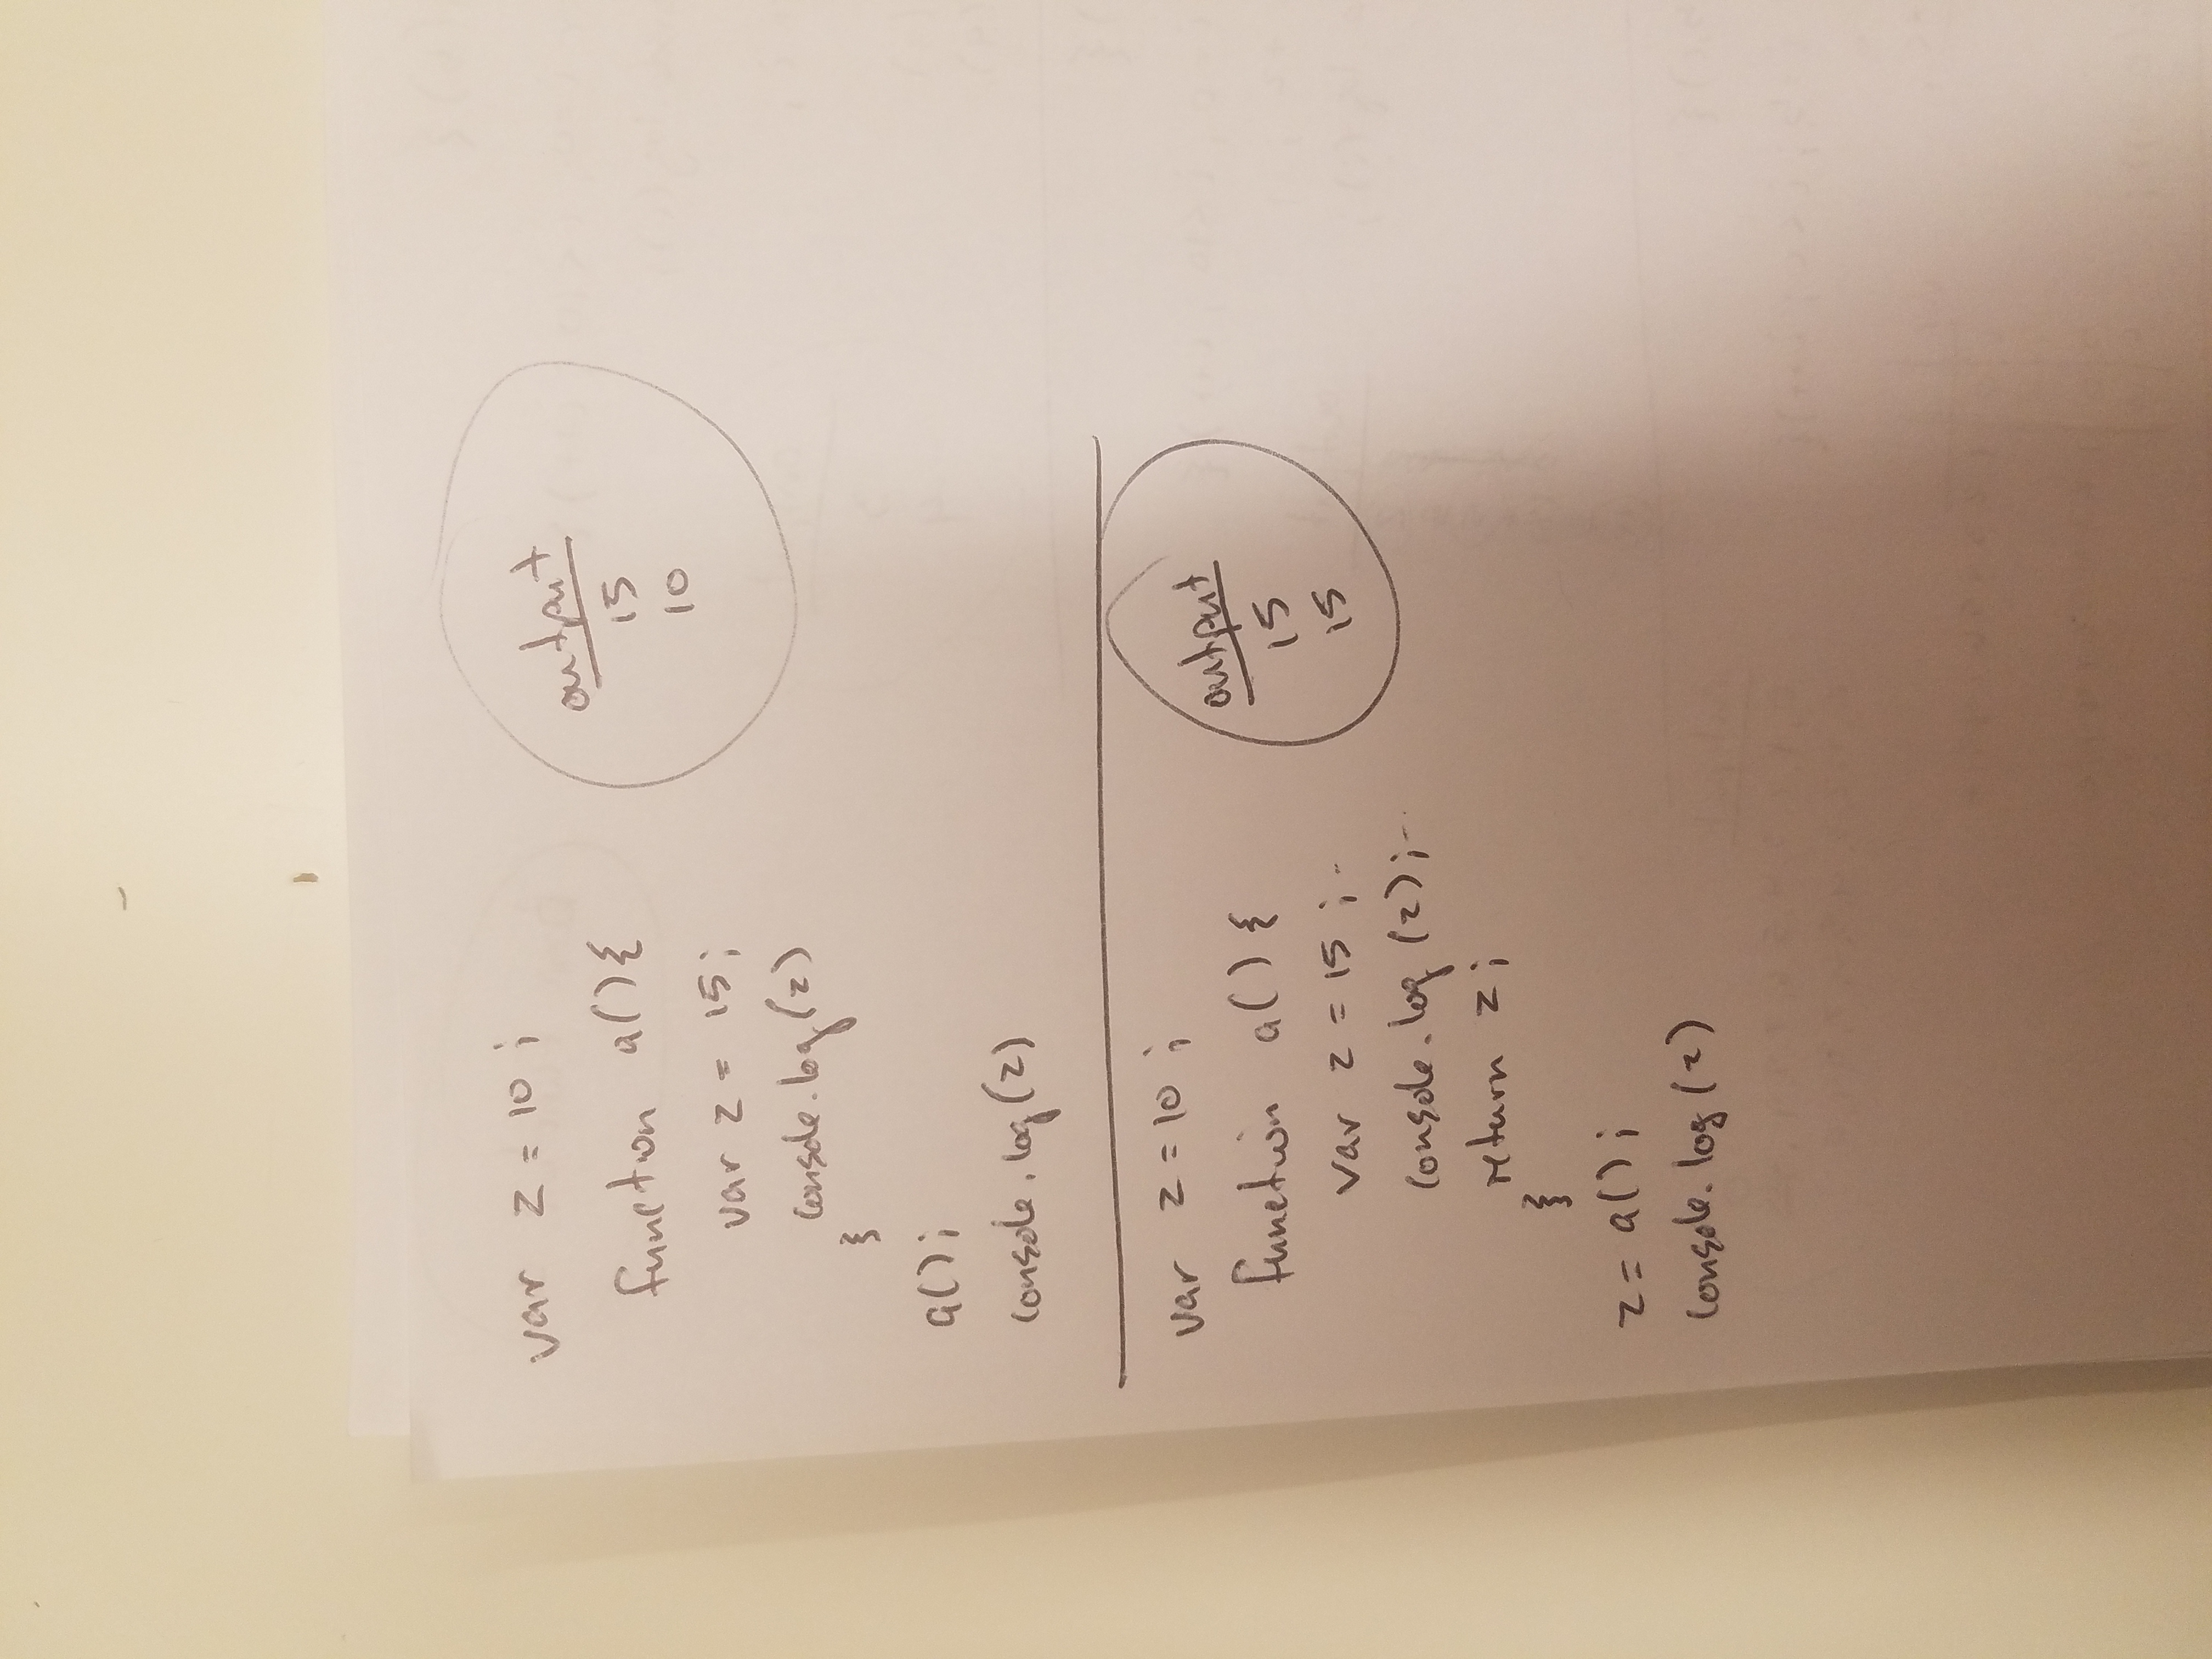 var z = 10 ;
function a(){
var z = 15;
console.log(z)
}
a();
console.log(z)
output
15
10
var z = 10 ;
function a() {
var z = 15 ;
console.log (z);
return z;
}
z = a();
console.log(z)
output
15
15